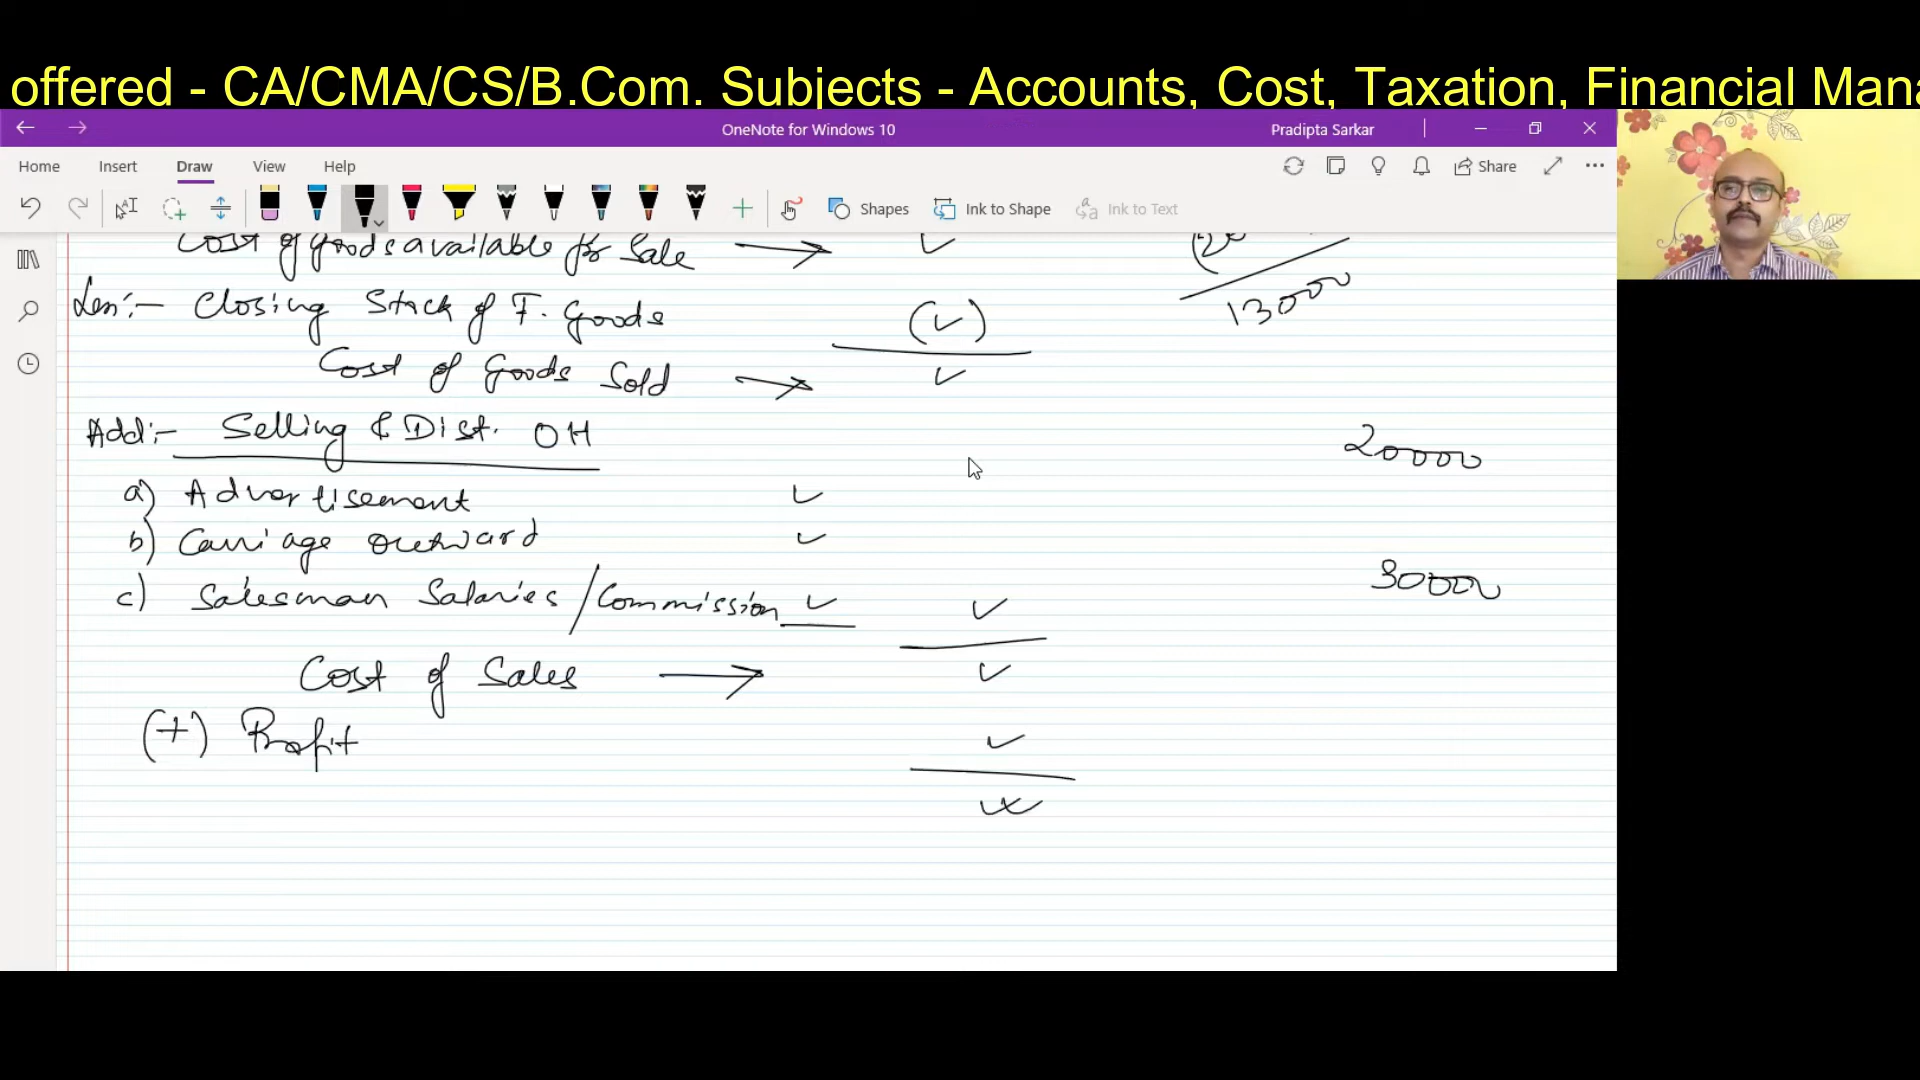 offered - CA/CMA/CS/B.Com. Subjects - Accounts, Cost, Taxation, Financial Mana
OneNote for Windows 10
Pradipta Sarkar
Home Insert Draw View Help
Share
Shapes Ink to Shape Ink to Text
Cost of goods available for Sale
Less:- Closing Stock of F. Goods
13000
Cost of Goods Sold
Add:- Selling & Dist. OH
20000
a) Advertisement
b) Carriage outward
30000
c) Salesman Salaries/Commission
Cost of Sales
(+) Profit